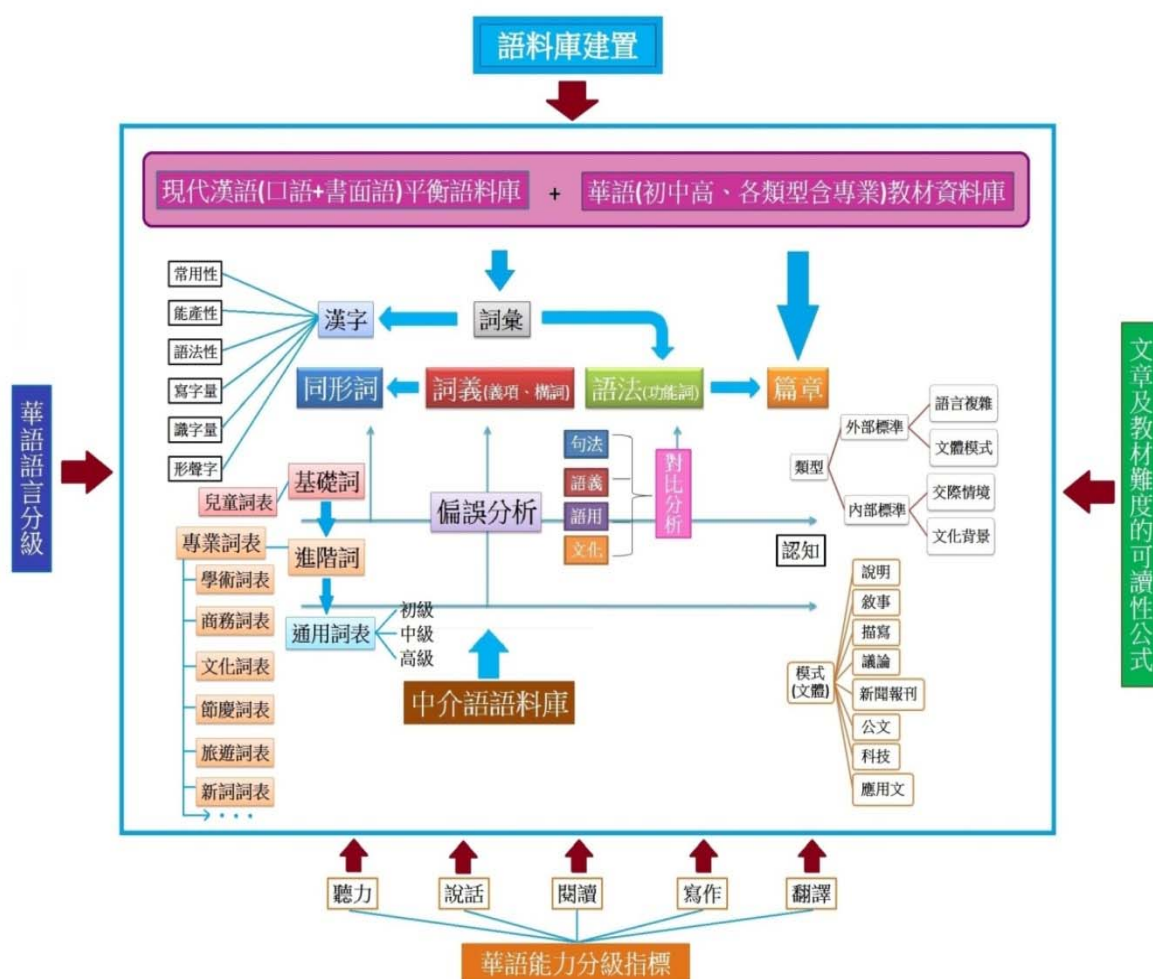 語料庫建置
現代漢語(口語+書面語)平衡語料庫 + 華語(初中高、各類型含專業)教材資料庫
常用性
能產性
語法性
寫字量
識字量
形聲字
漢字
詞彙
同形詞
詞義(義項、構詞)
語法(功能詞)
篇章
基礎詞
兒童詞表
進階詞
專業詞表
學術詞表
商務詞表
文化詞表
節慶詞表
旅遊詞表
新詞詞表
···
通用詞表
初級
中級
高級
偏誤分析
句法
語義
語用
文化
對比分析
認知
中介語語料庫
類型
外部標準
語言複雜
文體模式
內部標準
交際情境
文化背景
模式
(文體)
說明
敘事
描寫
議論
新聞報刊
公文
科技
應用文
華語語言分級
文章及教材難度的可讀性公式
聽力
說話
閱讀
寫作
翻譯
華語能力分級指標